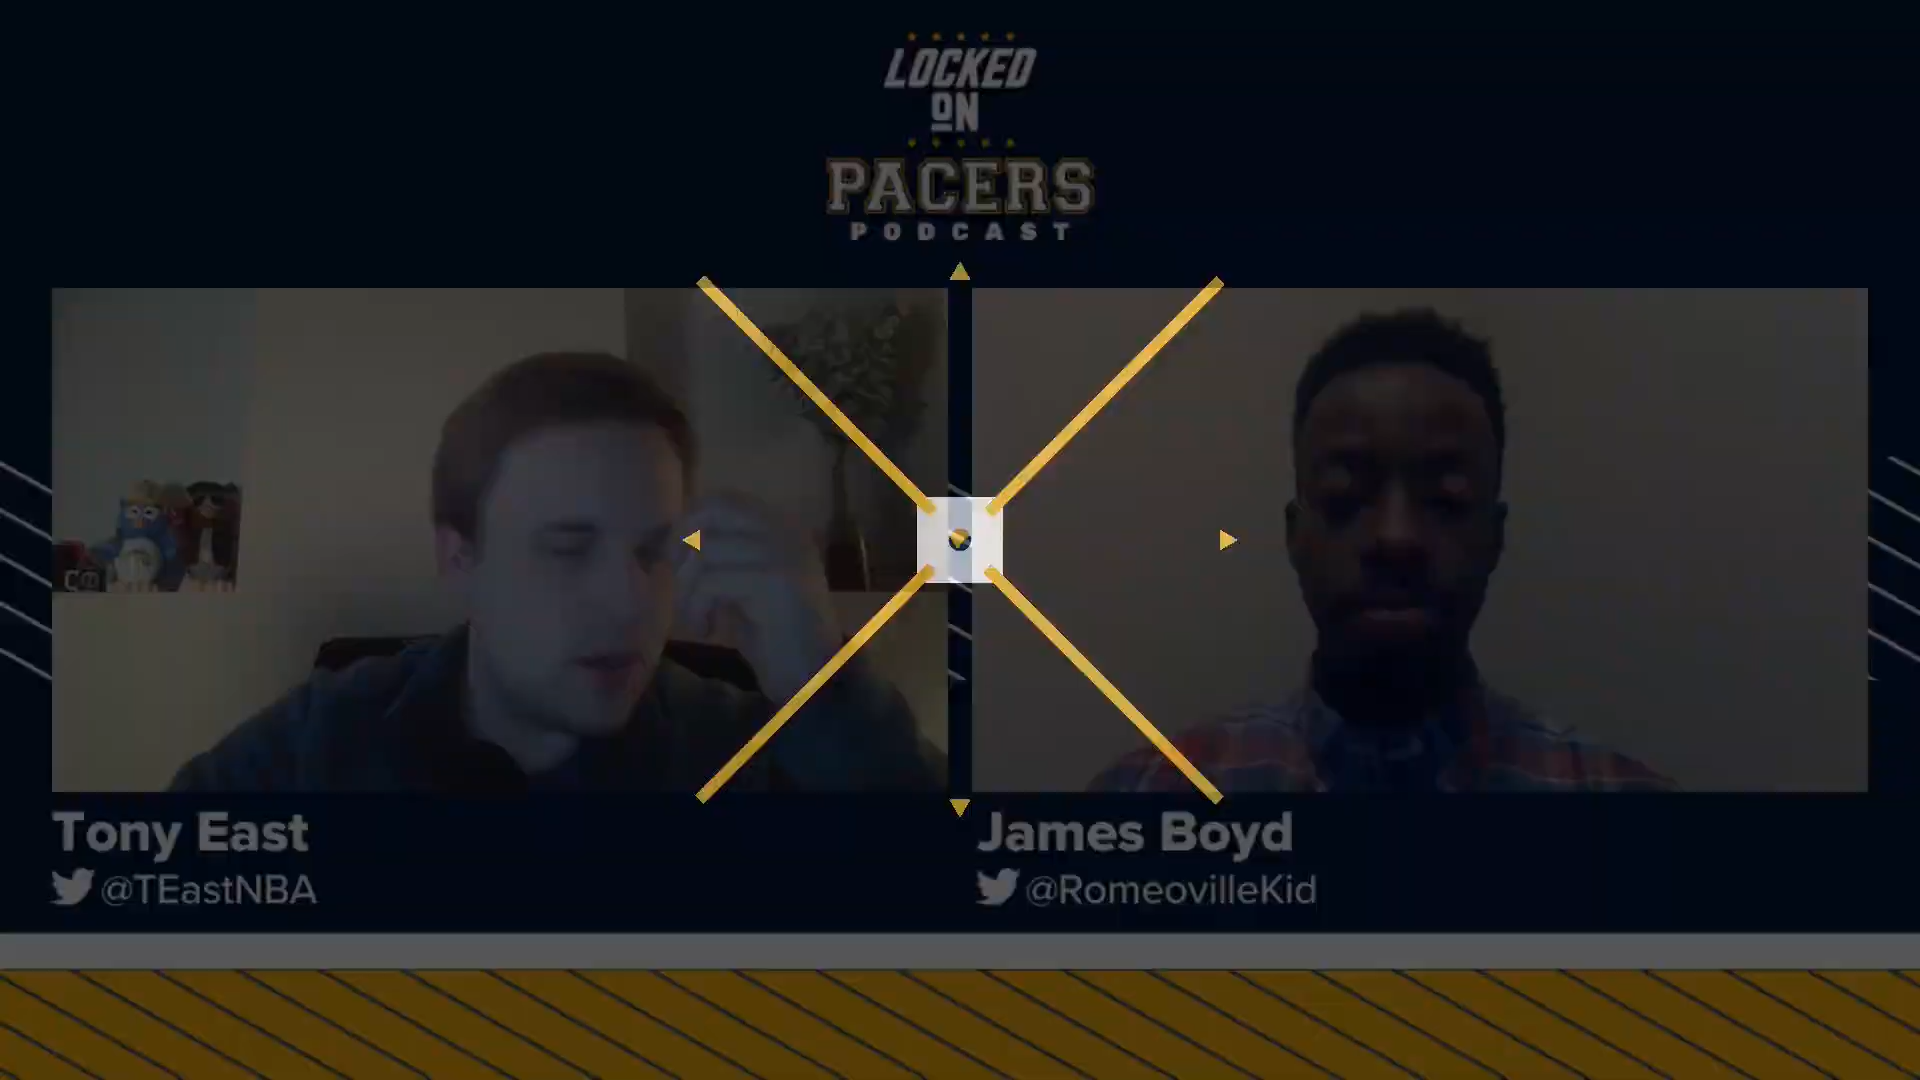 LOCKED
ON
PACERS
PODCAST
Tony East
@TEastNBA
James Boyd
@RomeovilleKid